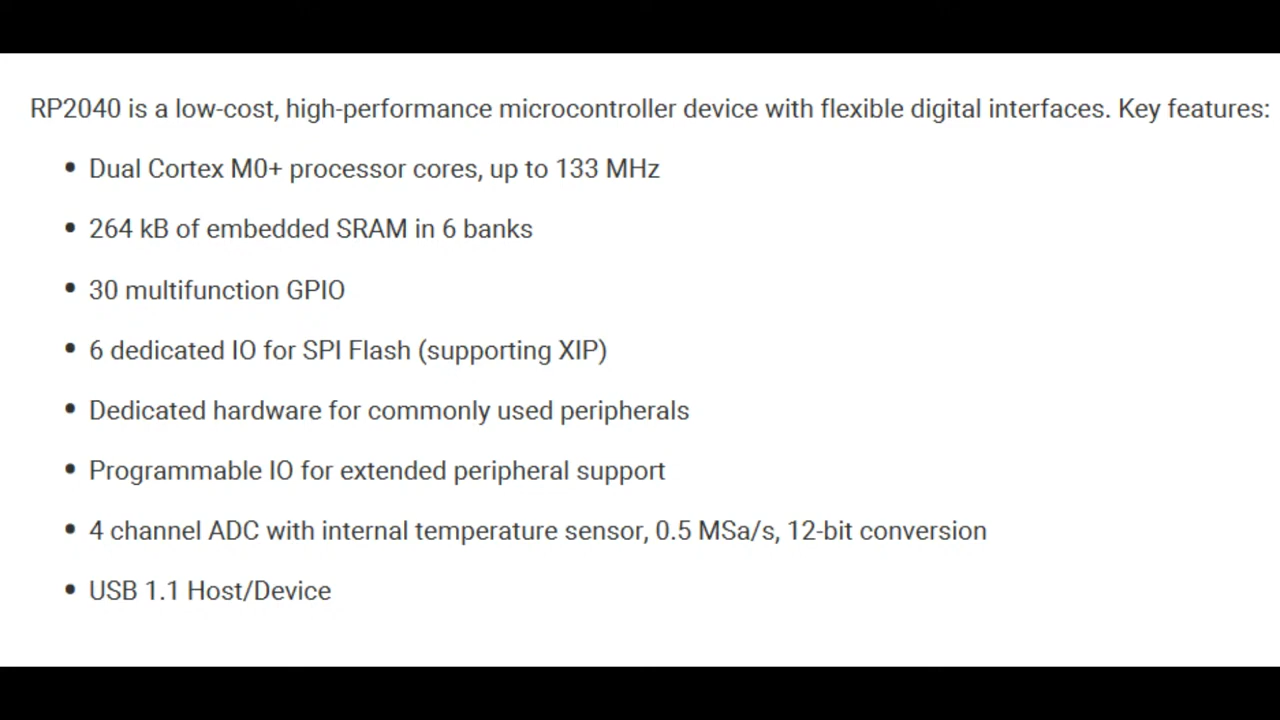 RP2040 is a low-cost, high-performance microcontroller device with flexible digital interfaces. Key features:
• Dual Cortex M0+ processor cores, up to 133 MHz
• 264 kB of embedded SRAM in 6 banks
• 30 multifunction GPIO
• 6 dedicated IO for SPI Flash (supporting XIP)
• Dedicated hardware for commonly used peripherals
• Programmable IO for extended peripheral support
• 4 channel ADC with internal temperature sensor, 0.5 MSa/s, 12-bit conversion
• USB 1.1 Host/Device